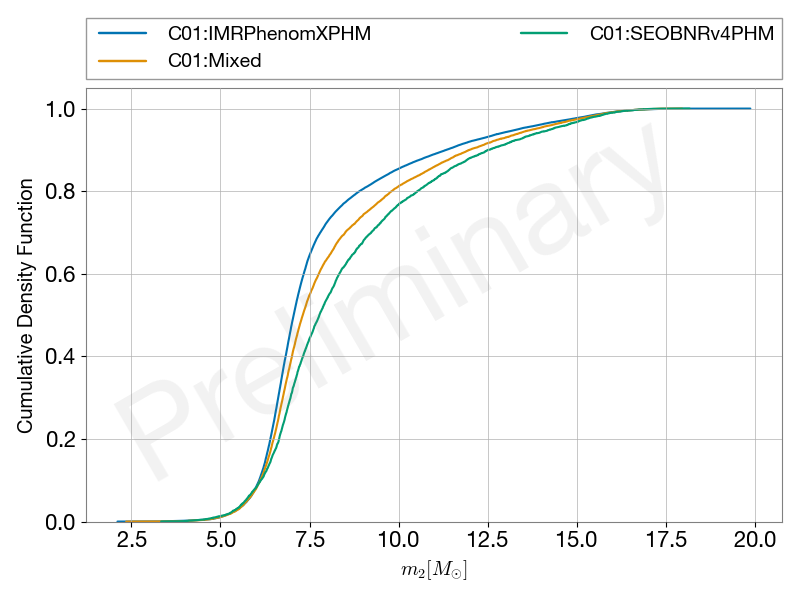 C01:IMRPhenomXPHM
C01:Mixed
C01:SEOBNRv4PHM
Cumulative Density Function
1.0
0.8
0.6
0.4
0.2
0.0
Preliminary
2.5 5.0 7.5 10.0 12.5 15.0 17.5 20.0
m₂[M☉]